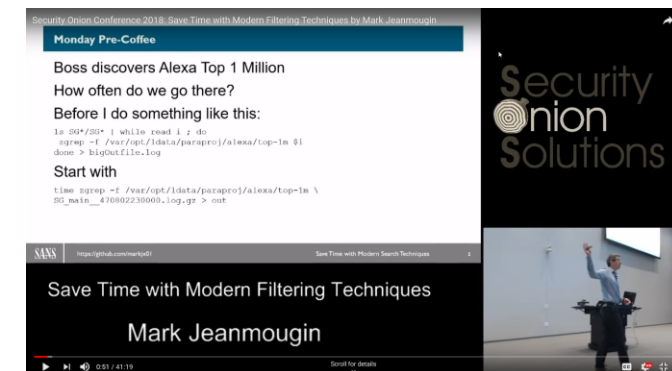 Security Onion Conference 2018: Save Time with Modern Filtering Techniques by Mark Jeanmougin
Monday Pre-Coffee
Boss discovers Alexa Top 1 Million
How often do we go there?
Before I do something like this:
ls SG*/SG* | while read i ; do
zgrep -f /var/opt/ldata/paraproj/alexa/top-1m $i
done > bigOutfile.log
Start with
time zgrep -f /var/opt/ldata/paraproj/alexa/top-1m \
SG_main__470802230000.log.gz > out
SANS
https://github.com/markjx01
Save Time with Modern Search Techniques
Security
Onion
Solutions
Save Time with Modern Filtering Techniques
Mark Jeanmougin
0:51 / 41:19
Scroll for details